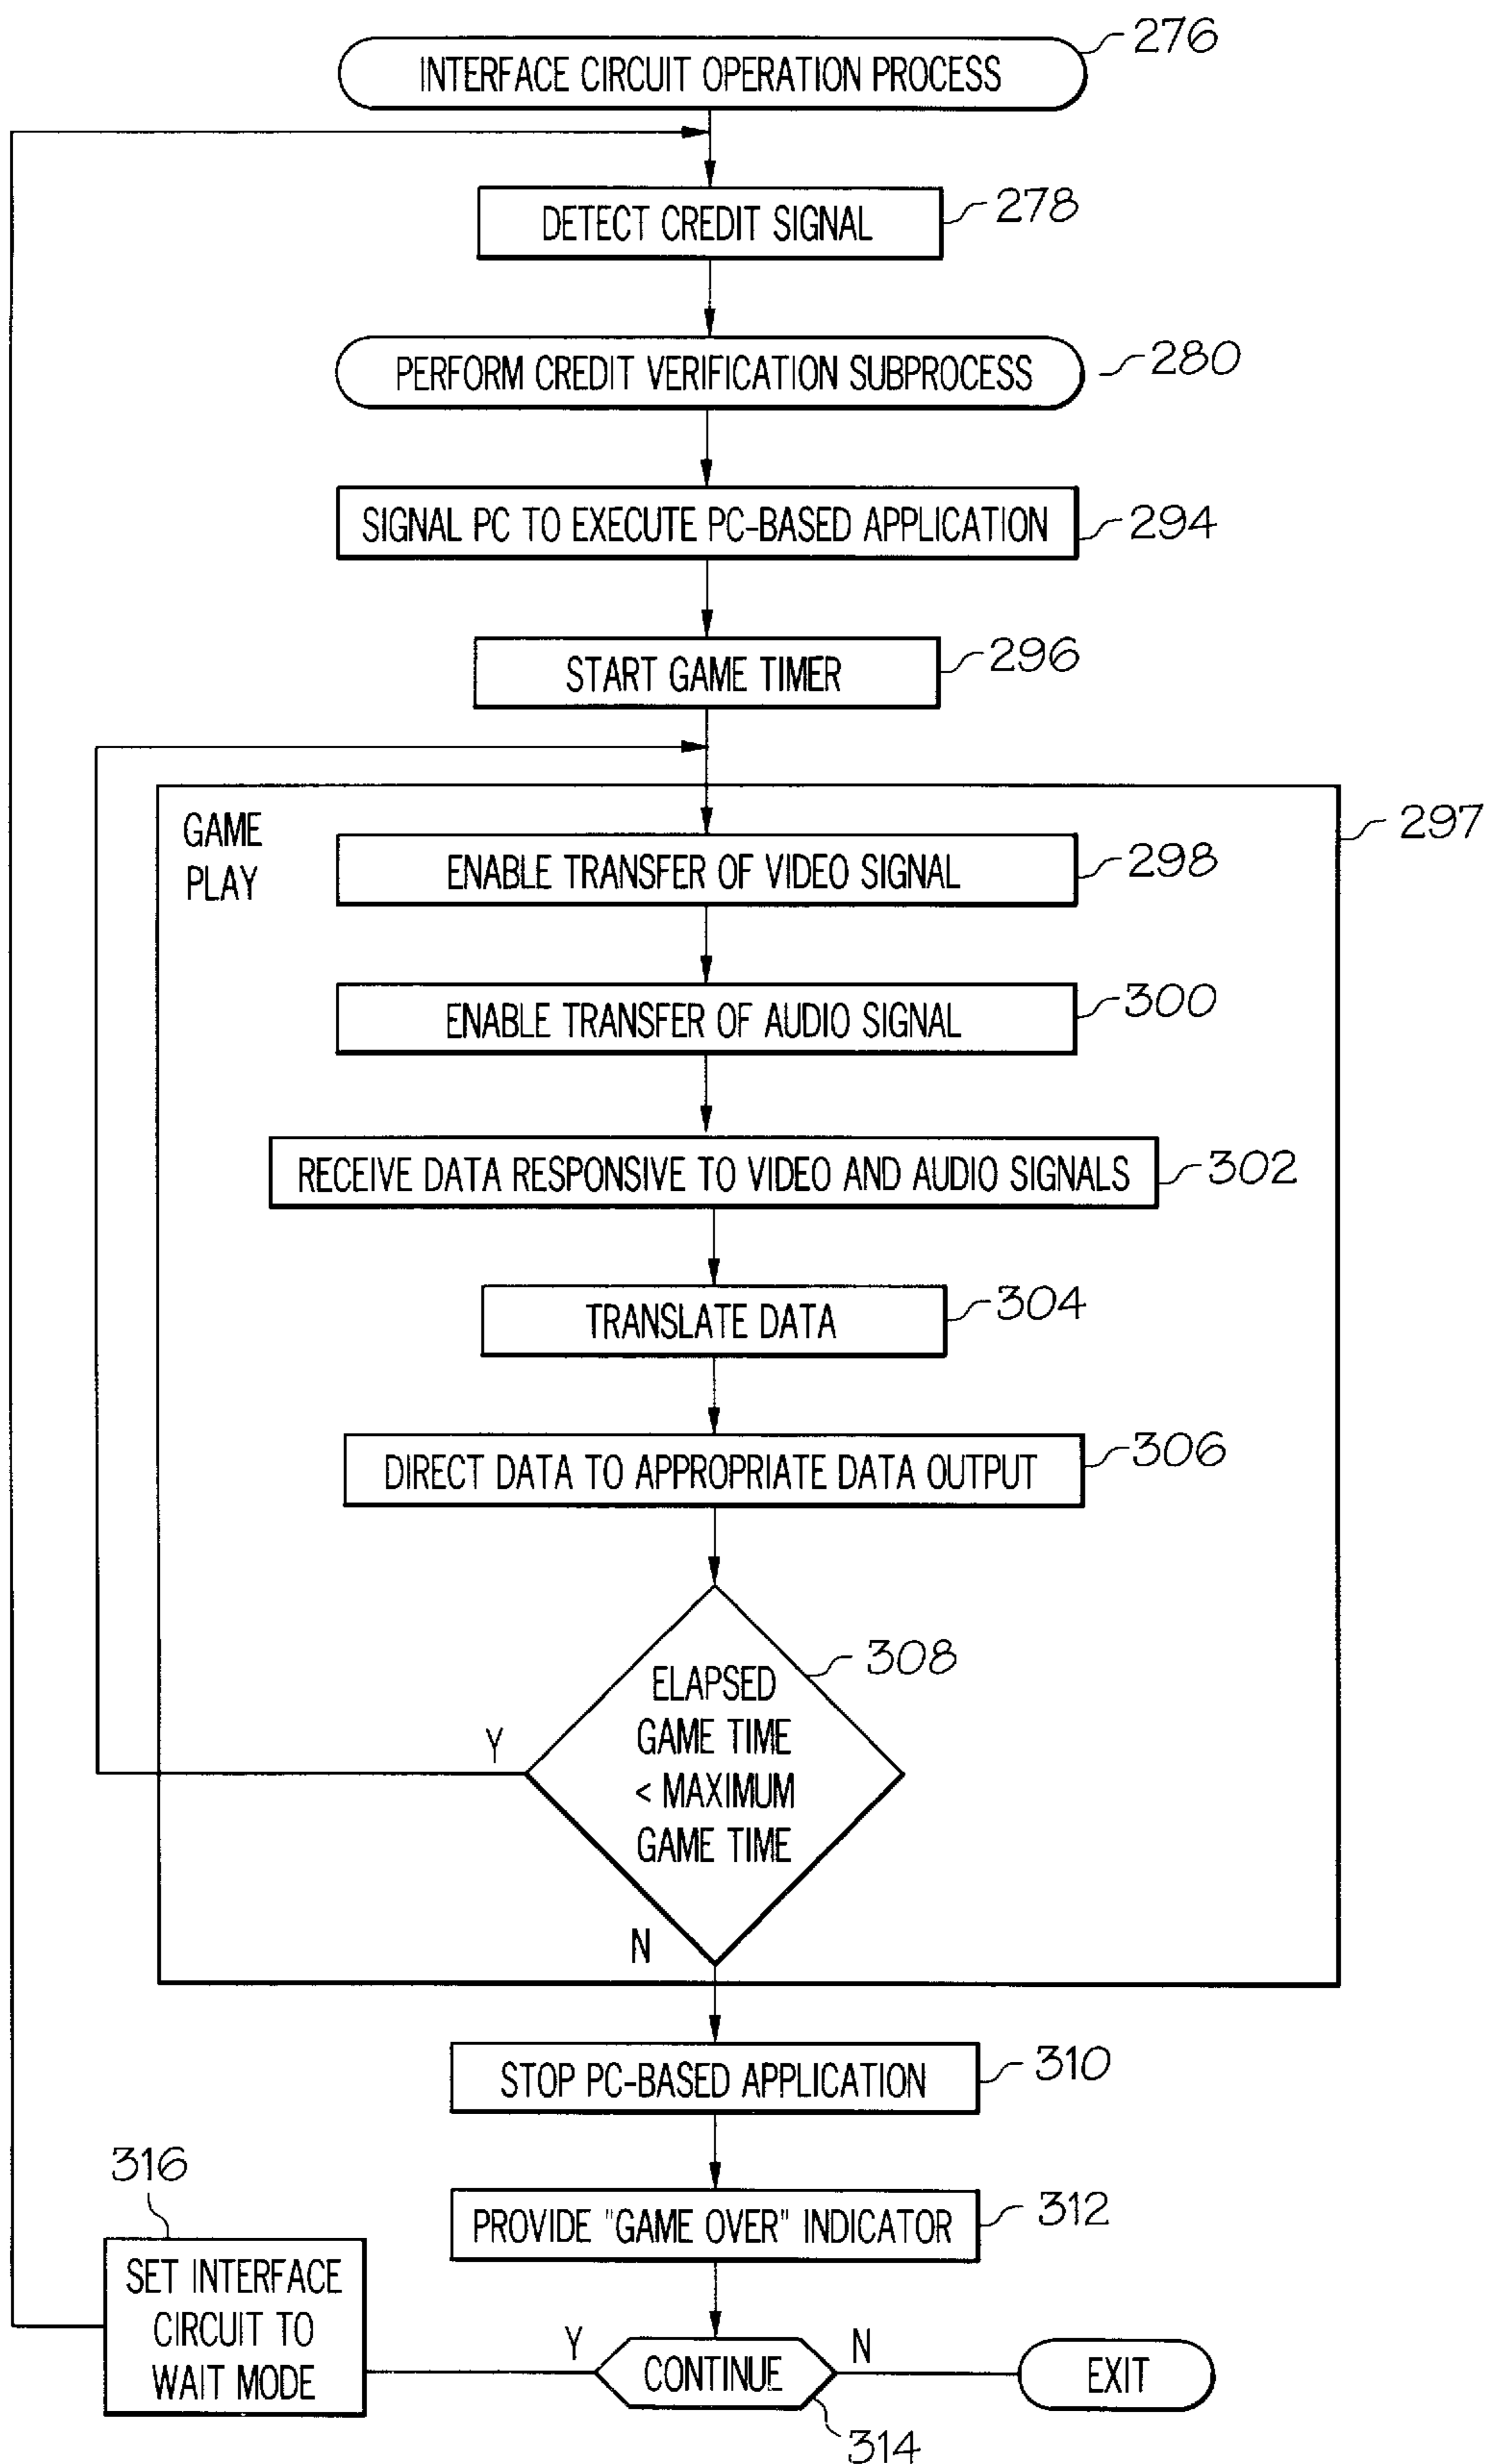 INTERFACE CIRCUIT OPERATION PROCESS
276
DETECT CREDIT SIGNAL
278
PERFORM CREDIT VERIFICATION SUBPROCESS
280
SIGNAL PC TO EXECUTE PC-BASED APPLICATION
294
START GAME TIMER
296
297
GAME
PLAY
ENABLE TRANSFER OF VIDEO SIGNAL
298
ENABLE TRANSFER OF AUDIO SIGNAL
300
RECEIVE DATA RESPONSIVE TO VIDEO AND AUDIO SIGNALS
302
TRANSLATE DATA
304
DIRECT DATA TO APPROPRIATE DATA OUTPUT
306
ELAPSED
GAME TIME
< MAXIMUM
GAME TIME
308
Y
N
STOP PC-BASED APPLICATION
310
PROVIDE "GAME OVER" INDICATOR
312
316
SET INTERFACE
CIRCUIT TO
WAIT MODE
Y
CONTINUE
N
EXIT
314